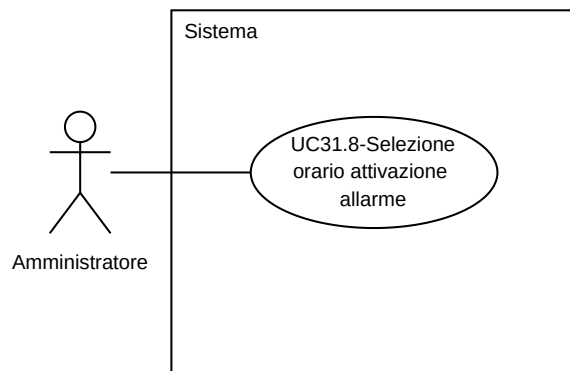 Sistema
UC31.8-Selezione
orario attivazione
allarme
Amministratore